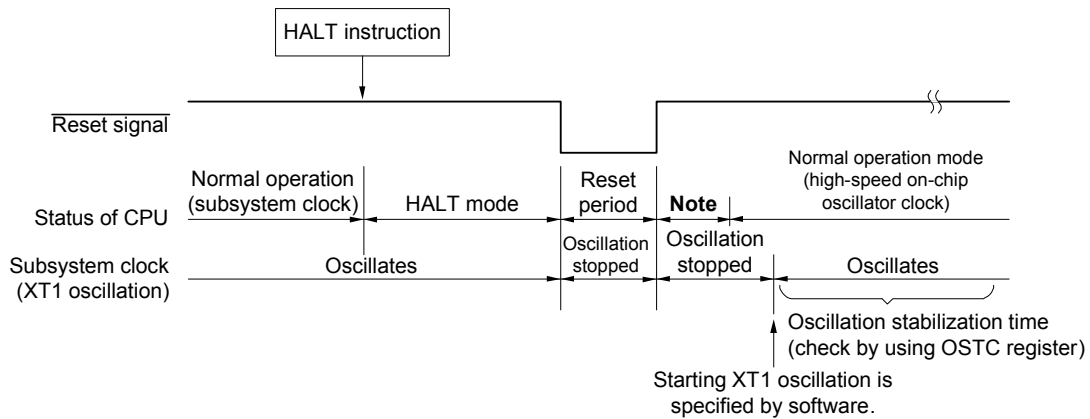 HALT instruction
Reset signal
Normal operation
(subsystem clock)
HALT mode
Reset
period
Note
Normal operation mode
(high-speed on-chip
oscillator clock)
Status of CPU
Subsystem clock
(XT1 oscillation)
Oscillates
Oscillation
stopped
Oscillation
stopped
Oscillates
Oscillation stabilization time
(check by using OSTC register)
Starting XT1 oscillation is
specified by software.